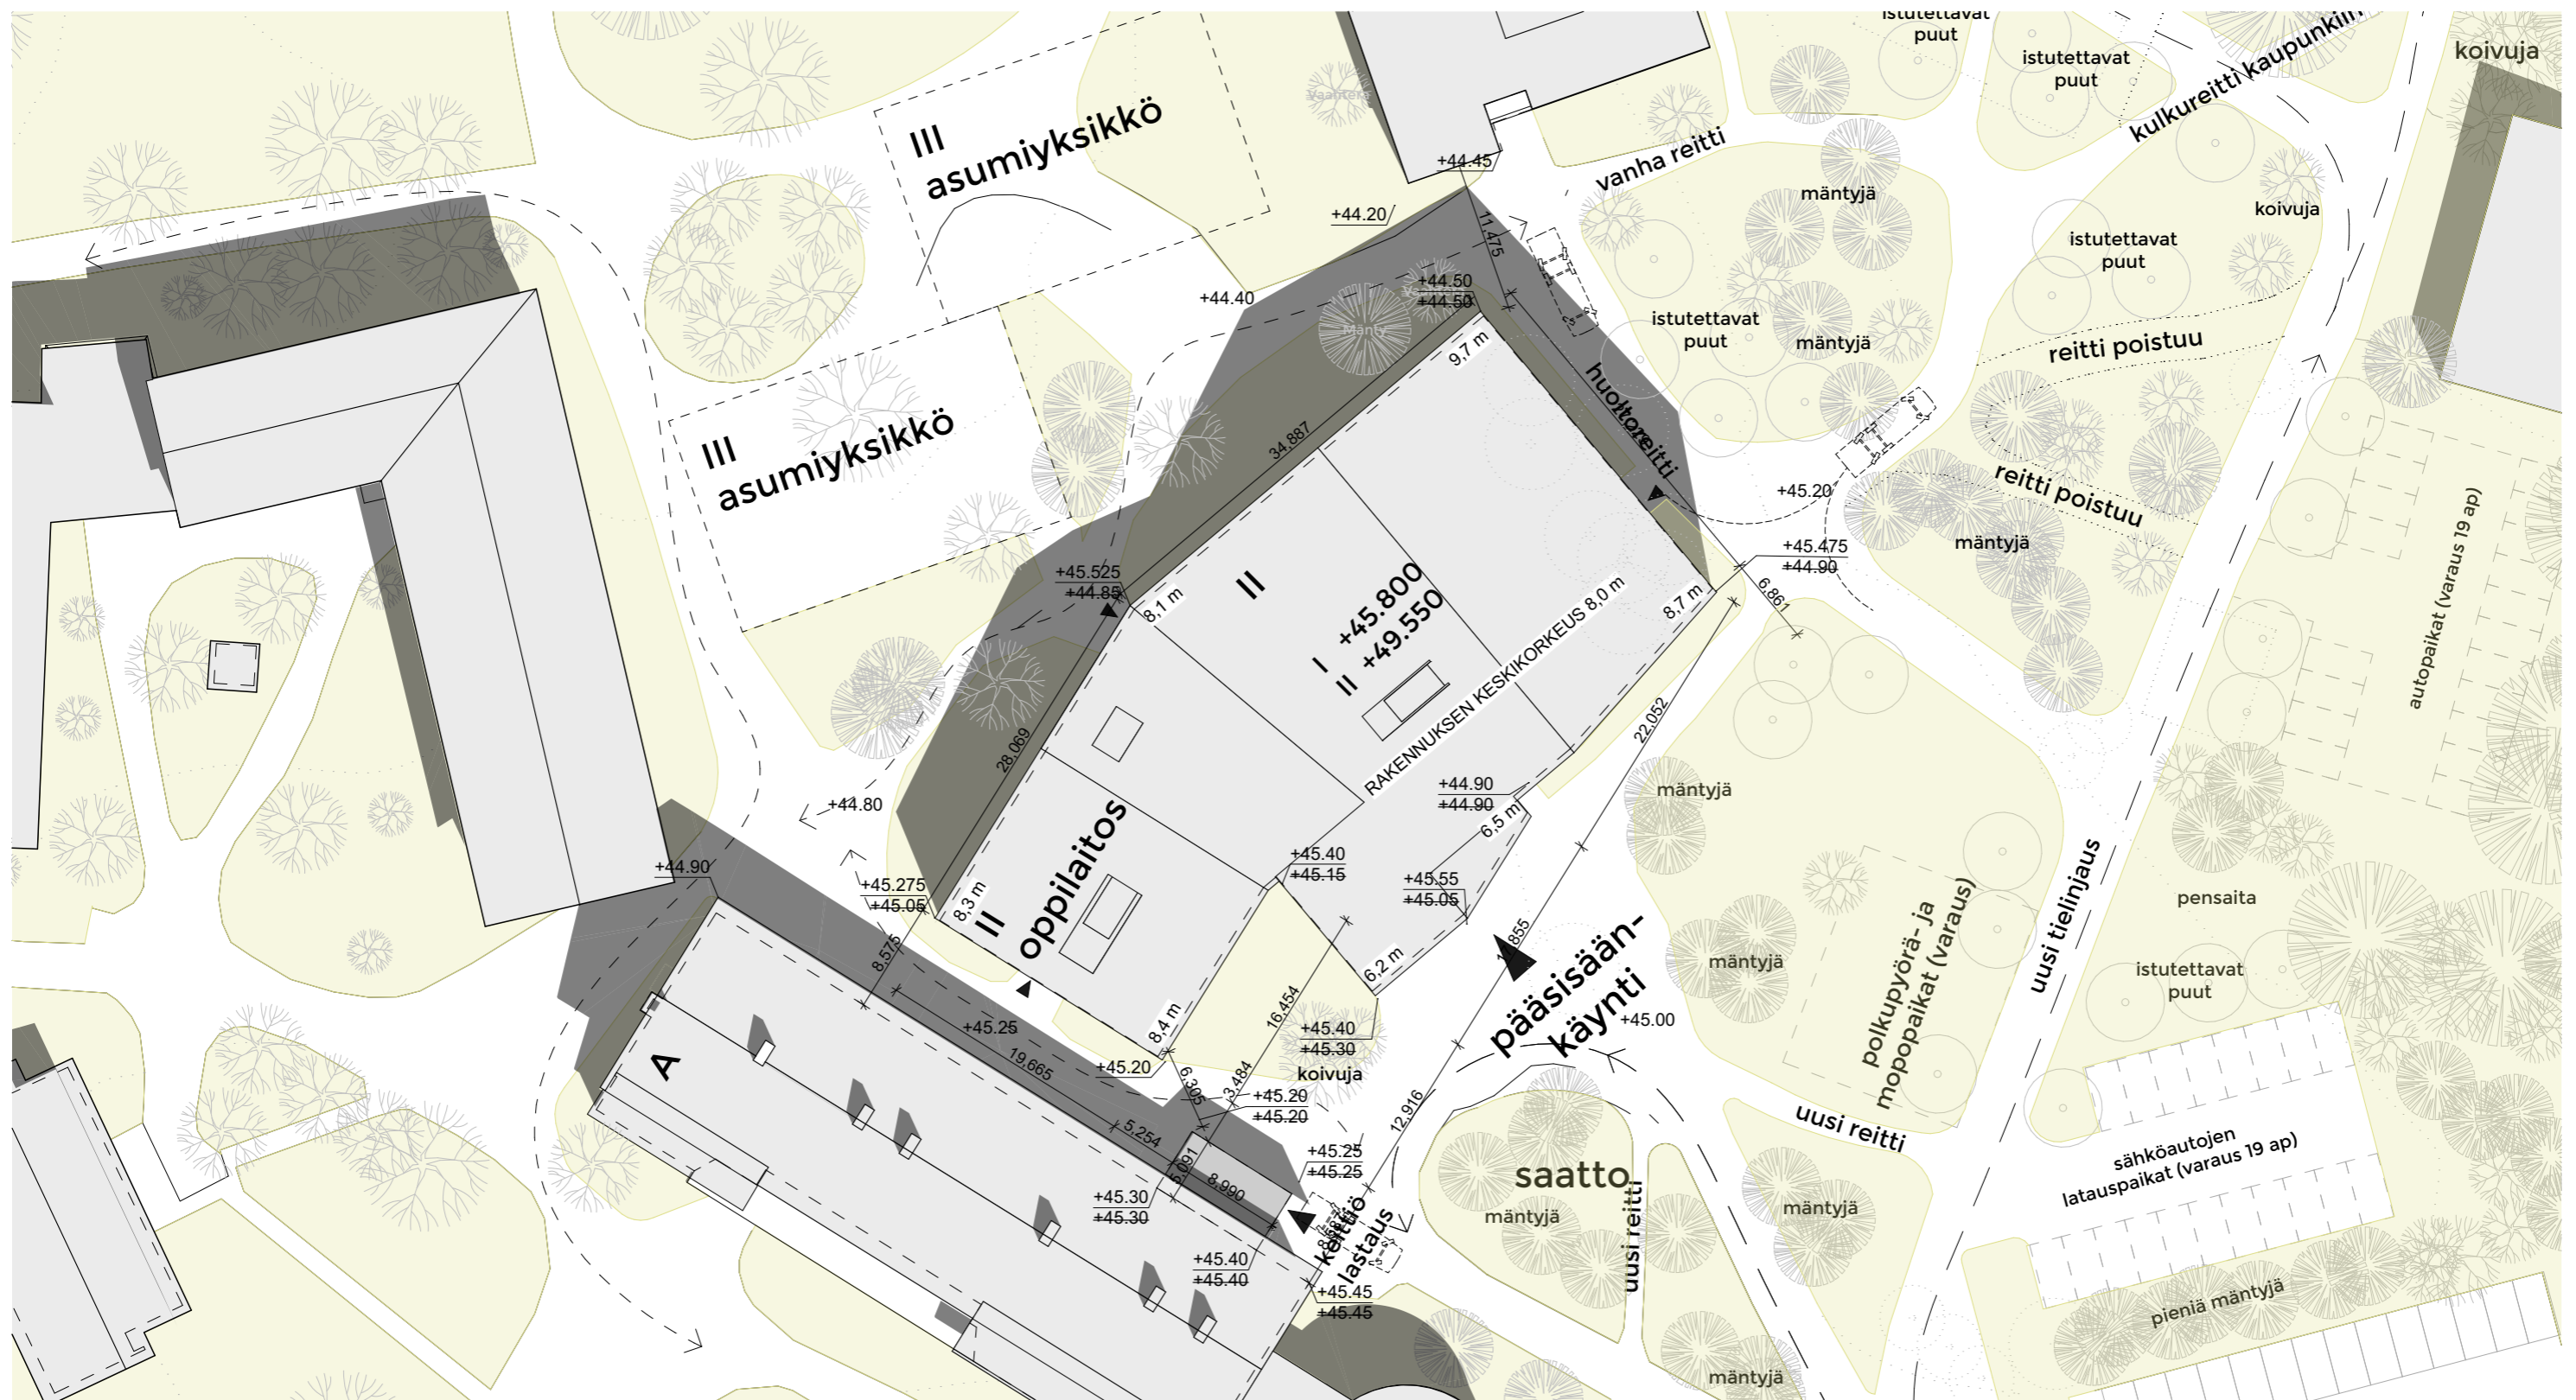 istutettavat
puut
istutettavat
puut
kulkureitti kaupunkiin
koivuja
III
asumiyksikkö
Vaahtera
vanha reitti
+44.45
+44.20
11,475
mäntyjä
koivuja
istutettavat
puut
+44.50
+44.50
+44.40
Mänty
istutettavat
puut
mäntyjä
reitti poistuu
9,7 m
huoltoreitti
III
asumiyksikkö
34,887
+45.20
reitti poistuu
mäntyjä
autopaikat (varaus 19 ap)
+45.475
+44.90
6,861
+45.525
+44.85
8,1 m
II
I +45.800
II +49.550
RAKENNUKSEN KESKIKORKEUS 8,0 m
8,7 m
28,069
22,052
+44.80
+44.90
+44.90
6,5 m
mäntyjä
oppilaitos
II
+44.90
+45.275
+45.05
8,3 m
+45.40
+45.15
+45.55
+45.05
8,575
6,2 m
pääsisään-
käynti
+45.00
mäntyjä
polkupyörä- ja
mopopaikat (varaus)
uusi tielinjaus
pensaita
istutettavat
puut
A
+45.25
19,665
8,4 m
16,454
+45.40
+45.30
koivuja
+45.20
6,305
3,484
+45.20
+45.20
12,916
5,254
5,091
8,990
+45.25
+45.25
+45.30
+45.30
keittiö
lastaus
+45.40
+45.40
+45.45
+45.45
saatto
mäntyjä
uusi reitti
uusi reitti
mäntyjä
sähköautojen
latauspaikat (varaus 19 ap)
pieniä mäntyjä
mäntyjä